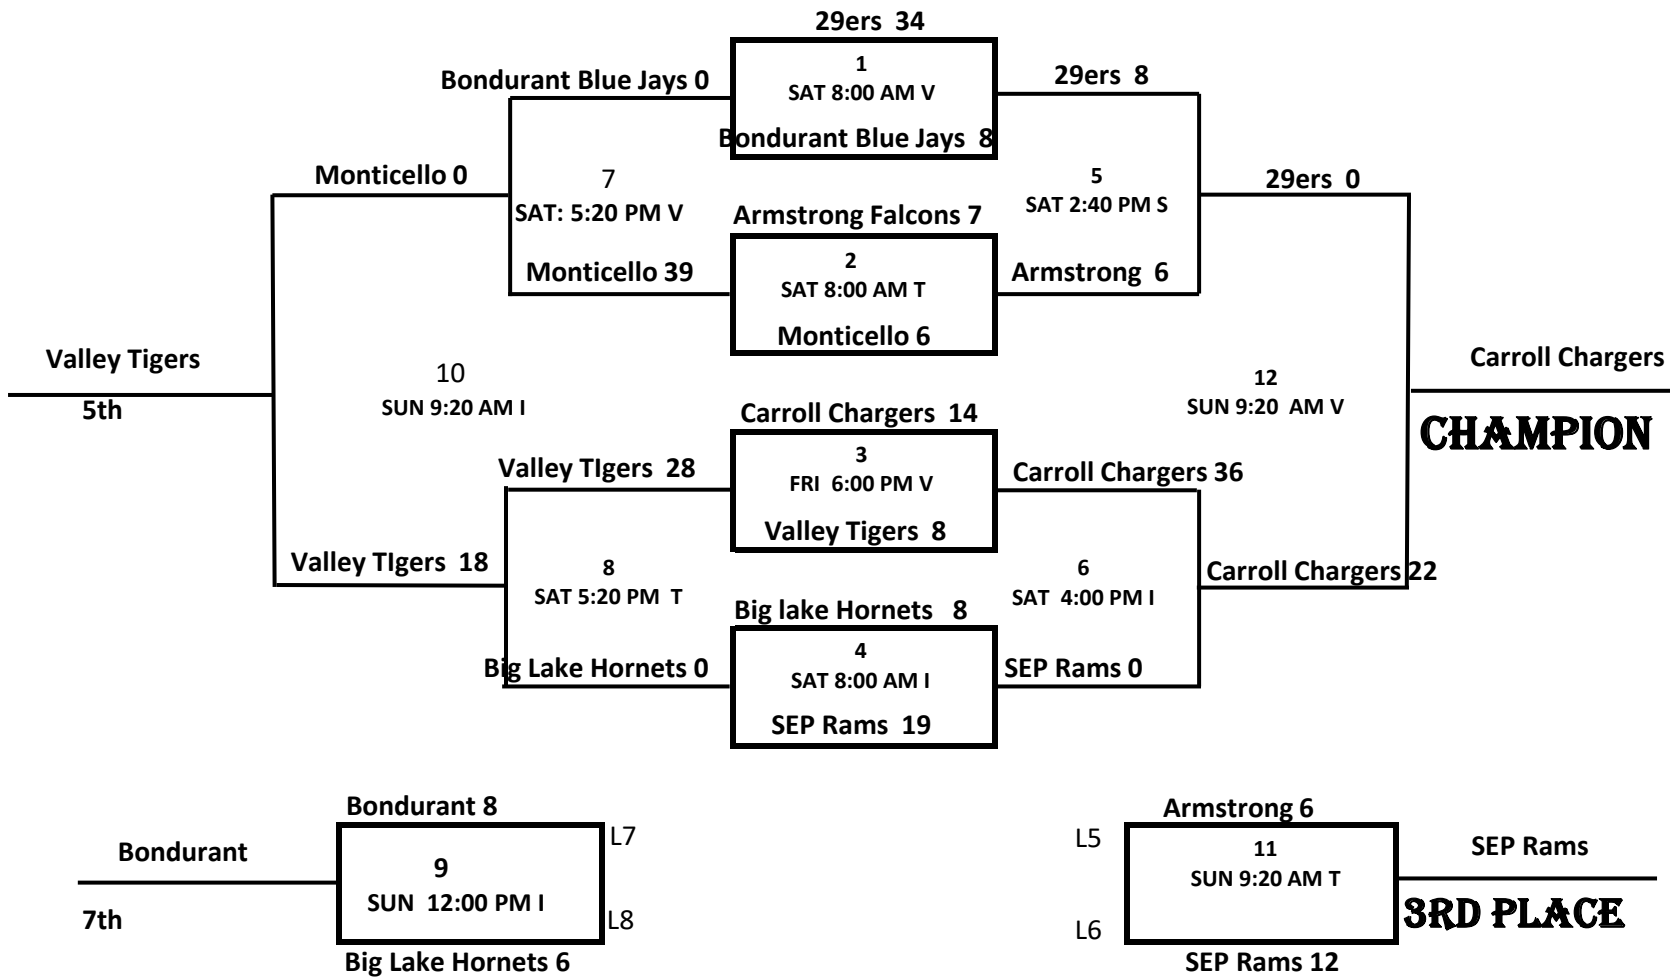 29ers  34
1
SAT 8:00 AM V
Bondurant Blue Jays  8
Bondurant Blue Jays 0
29ers  8
Monticello 0
7
SAT: 5:20 PM V
5
SAT 2:40 PM S
29ers  0
Armstrong Falcons 7
2
SAT 8:00 AM T
Monticello 6
Monticello 39
Armstrong  6
Valley Tigers
5th
10
SUN 9:20 AM I
12
SUN 9:20  AM V
Carroll Chargers
CHAMPION
Carroll Chargers  14
3
FRI  6:00 PM V
Valley Tigers  8
Valley TIgers  28
Carroll Chargers 36
Valley TIgers  18
8
SAT 5:20 PM  T
6
SAT  4:00 PM I
Carroll Chargers 22
Big lake Hornets   8
4
SAT 8:00 AM I
SEP Rams  19
Big Lake Hornets 0
SEP Rams 0
Bondurant 8
L7
Bondurant
9
SUN  12:00 PM I
7th
L8
Big Lake Hornets 6
Armstrong 6
L5
11
SUN 9:20 AM T
SEP Rams
3RD PLACE
L6
SEP Rams 12